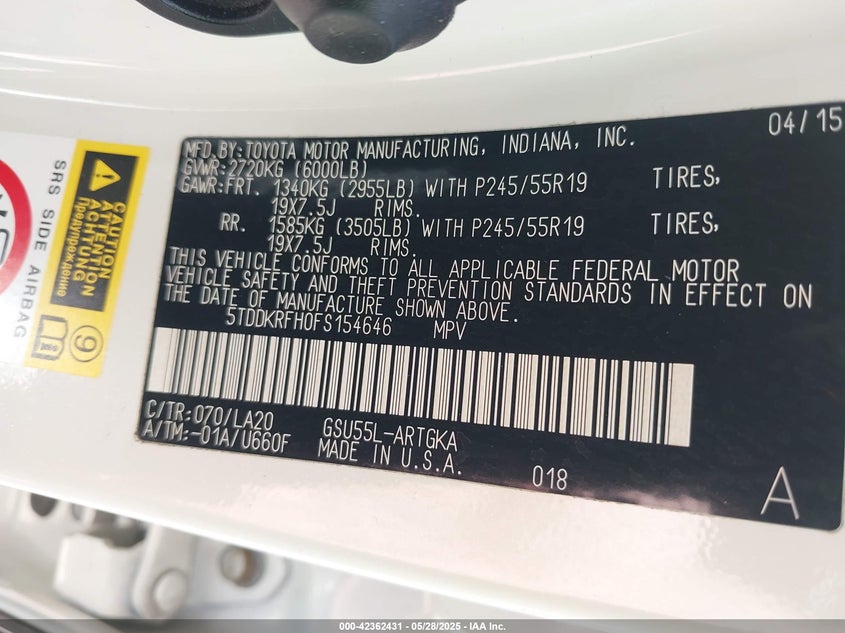 04/15
MFD.BY:TOYOTA MOTOR MANUFACTURING, INDIANA, INC.
GVWR:2720KG (6000LB)
GAWR:FRT. 1340KG (2955LB) WITH P245/55R19 TIRES,
19X7.5J RIMS.
RR. 1585KG (3505LB) WITH P245/55R19 TIRES,
19X7.5J RIMS.
THIS VEHICLE CONFORMS TO ALL APPLICABLE FEDERAL MOTOR
VEHICLE SAFETY AND THEFT PREVENTION STANDARDS IN EFFECT ON
THE DATE OF MANUFACTURE SHOWN ABOVE.
5TDDKRFH0FS154646 MPV
C/TR:070/LA20 GSU55L-ARTGKA
A/TM:-01A/U660F MADE IN U.S.A.
018
A
SRS SIDE AIRBAG
CAUTION
ATTENTION
ACHTUNG
Предупреждение
9
000-42362431 - 05/28/2025 - IAA Inc.